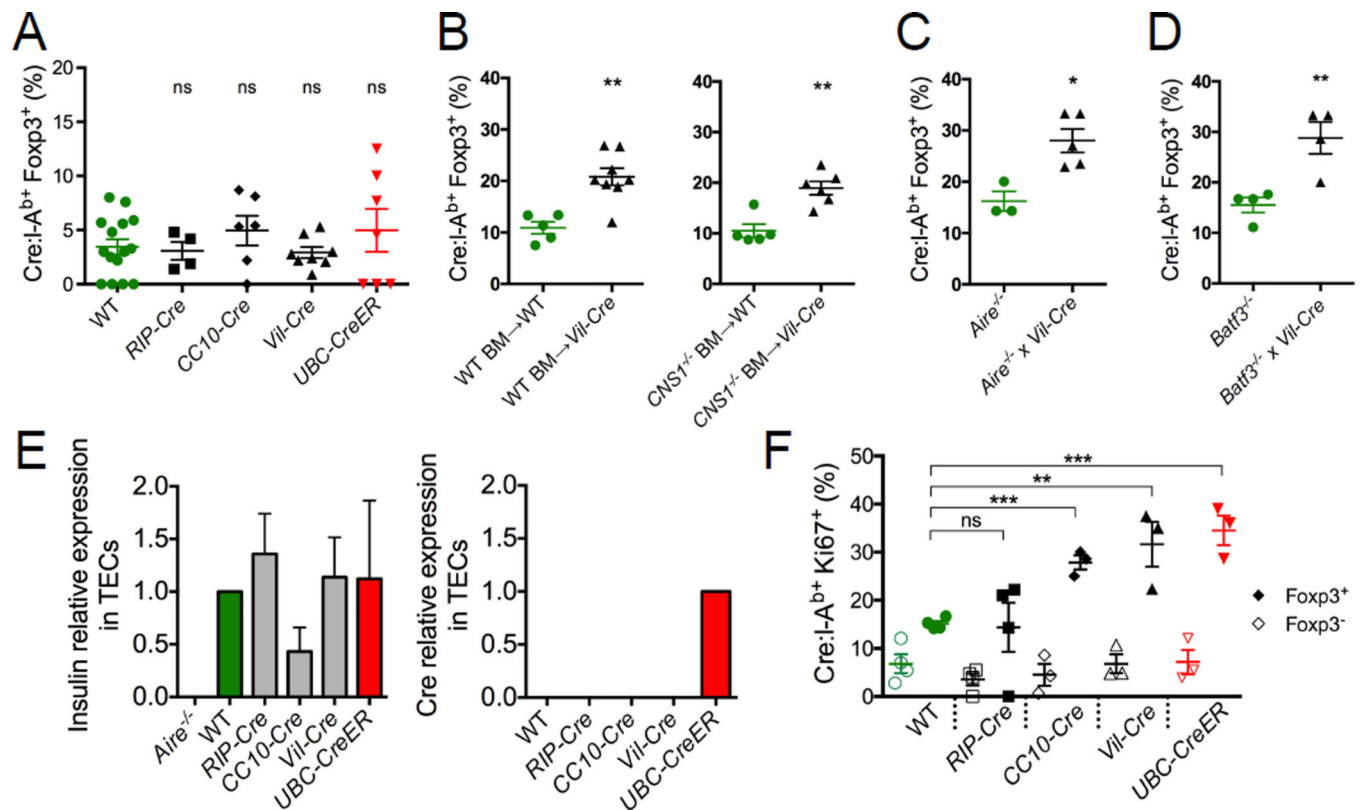 A
Cre:I-Aᵇ⁺ Foxp3⁺ (%)
20
15
10
5
0
ns
ns
ns
ns
WT
RIP-Cre
CC10-Cre
Vil-Cre
UBC-CreER
B
Cre:I-Aᵇ⁺ Foxp3⁺ (%)
40
30
20
10
0
**
WT BM→WT
WT BM→Vil-Cre
Cre:I-Aᵇ⁺ Foxp3⁺ (%)
40
30
20
10
0
**
CNS1⁻/⁻ BM→WT
CNS1⁻/⁻ BM→Vil-Cre
C
Cre:I-Aᵇ⁺ Foxp3⁺ (%)
40
30
20
10
0
*
Aire⁻/⁻
Aire⁻/⁻ x Vil-Cre
D
Cre:I-Aᵇ⁺ Foxp3⁺ (%)
40
30
20
10
0
**
Batf3⁻/⁻
Batf3⁻/⁻ x Vil-Cre
E
Insulin relative expression
in TECs
2.0
1.5
1.0
0.5
0.0
Aire⁻/⁻
WT
RIP-Cre
CC10-Cre
Vil-Cre
UBC-CreER
Cre relative expression
in TECs
2.0
1.5
1.0
0.5
0.0
WT
RIP-Cre
CC10-Cre
Vil-Cre
UBC-CreER
F
Cre:I-Aᵇ⁺ Ki67⁺ (%)
50
40
30
20
10
0
***
**
***
ns
Foxp3⁺
Foxp3⁻
WT
RIP-Cre
CC10-Cre
Vil-Cre
UBC-CreER